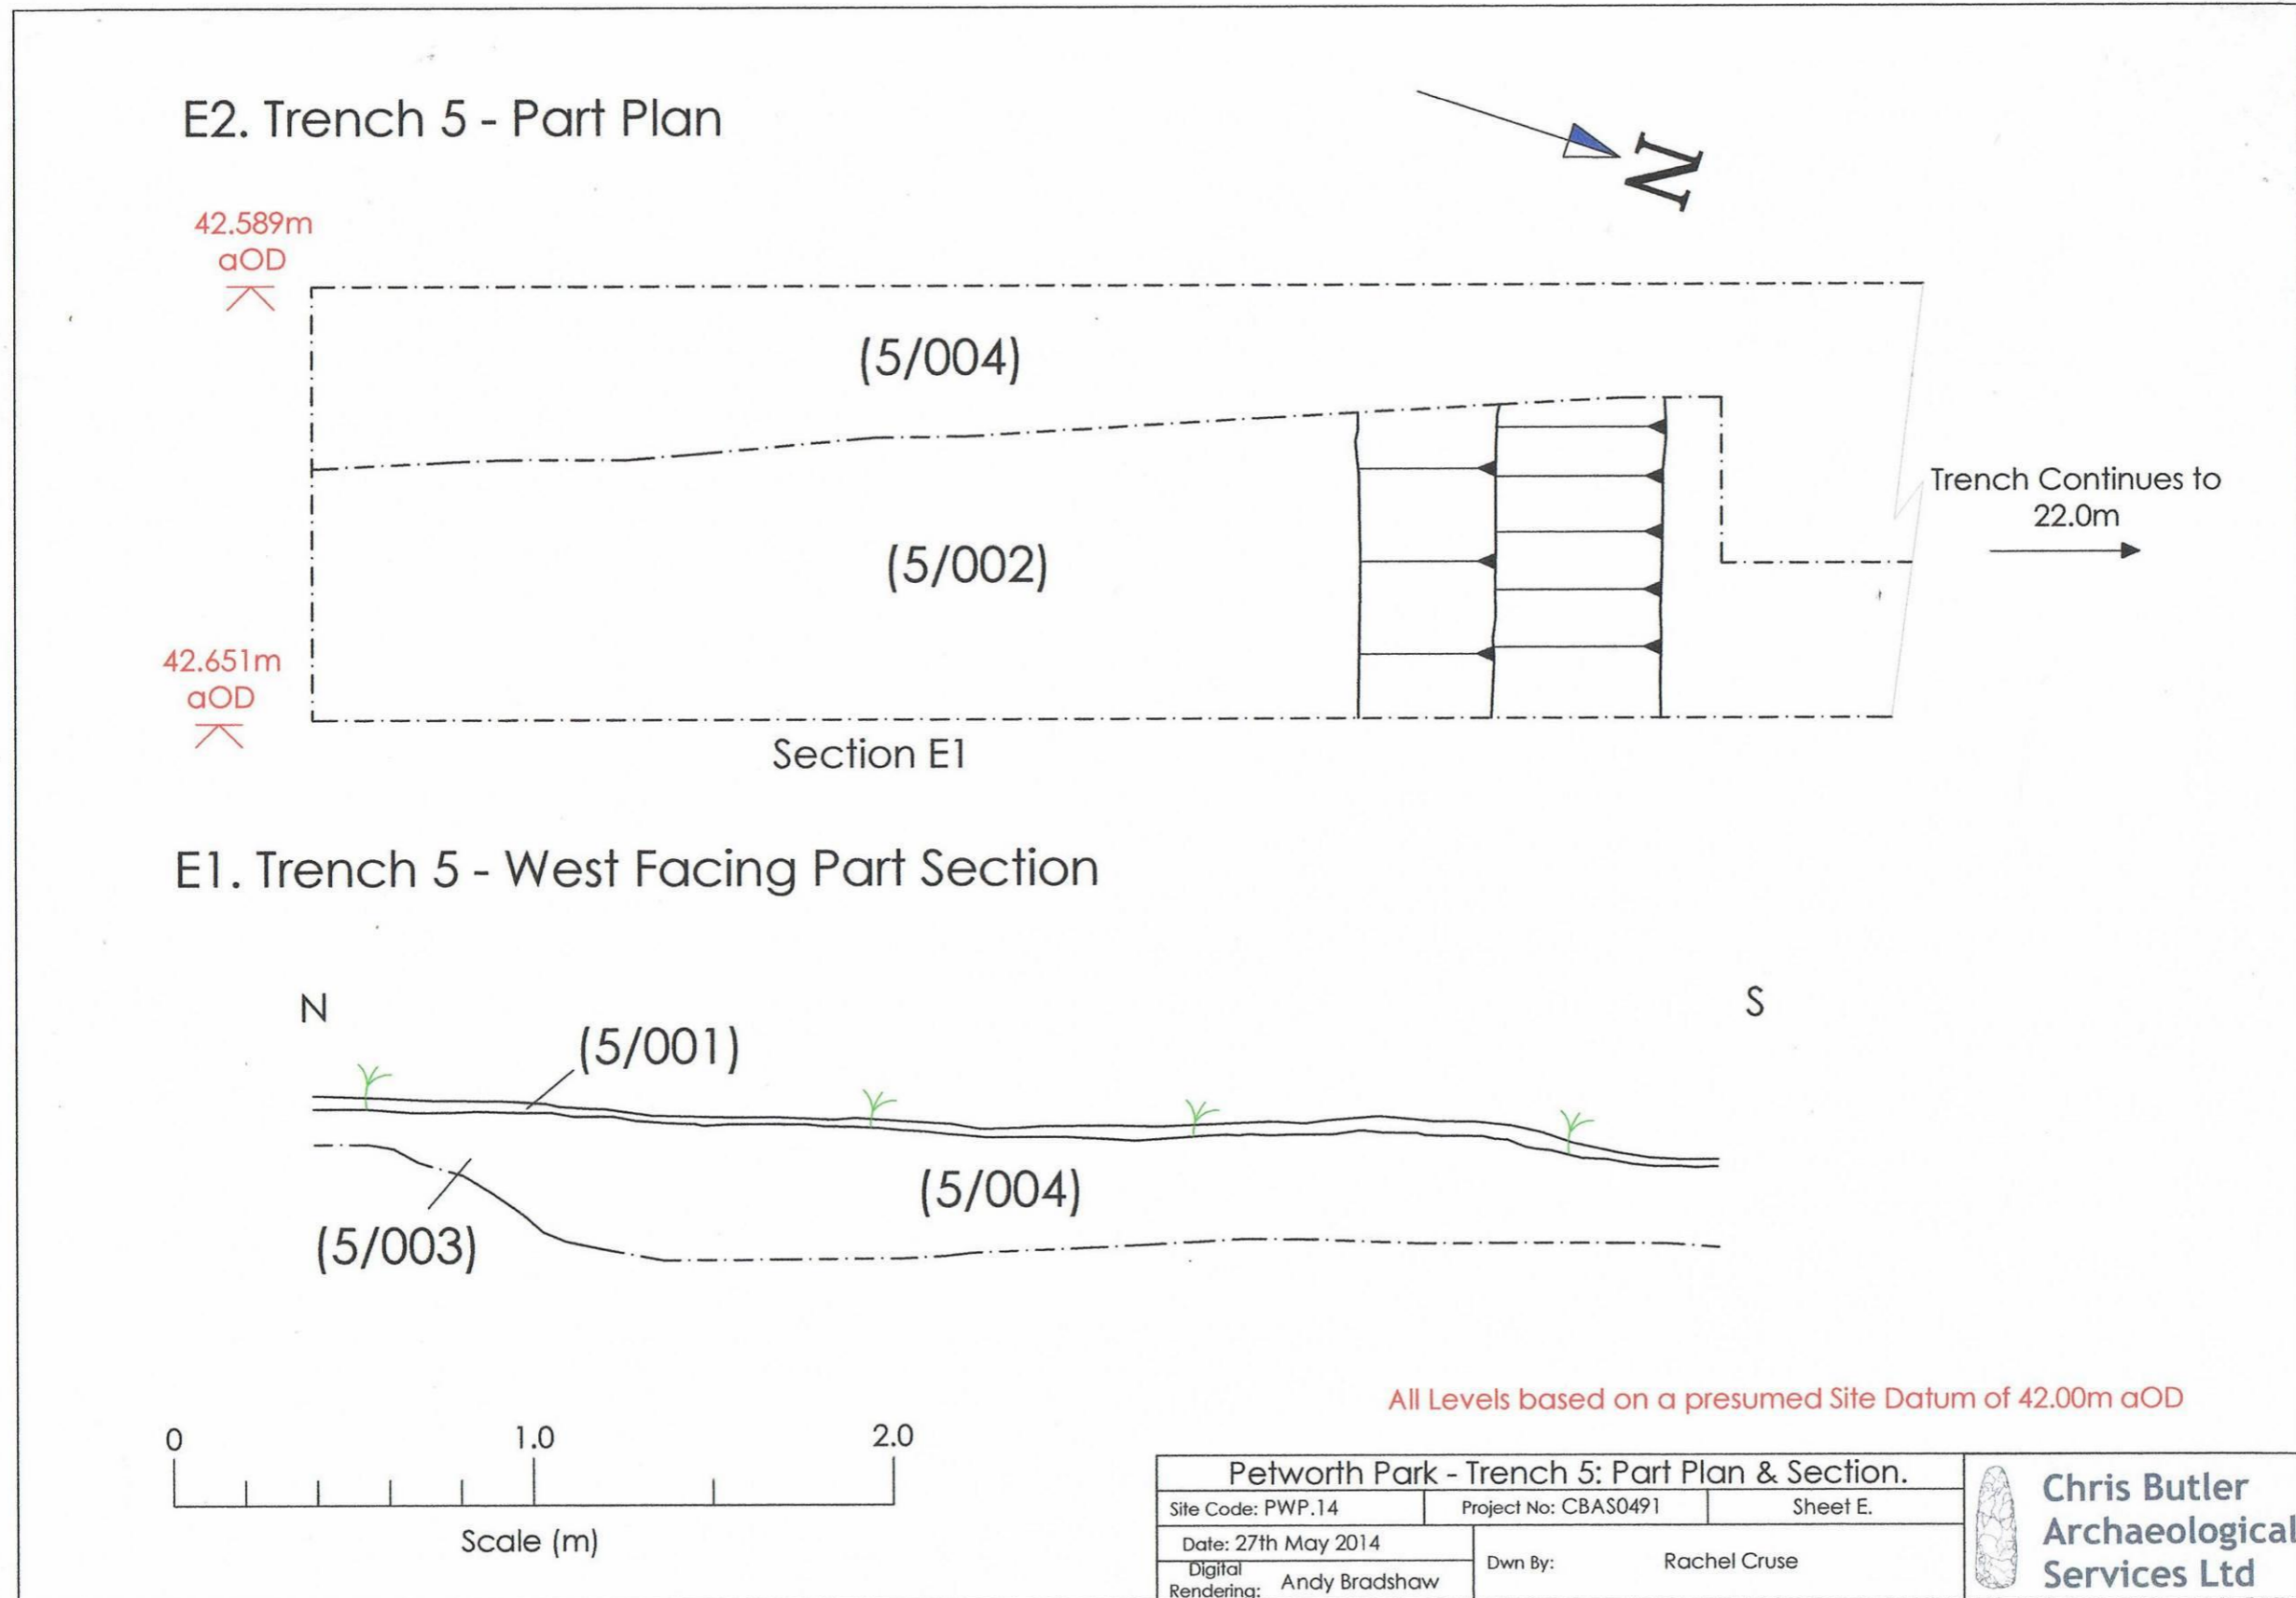 E2. Trench 5 - Part Plan
N
42.589m
aOD
(5/004)
Trench Continues to
22.0m
(5/002)
42.651m
aOD
Section E1
E1. Trench 5 - West Facing Part Section
N
S
(5/001)
(5/004)
(5/003)
All Levels based on a presumed Site Datum of 42.00m aOD
0
1.0
2.0
Scale (m)
Petworth Park - Trench 5: Part Plan & Section.
Site Code: PWP.14
Project No: CBAS0491
Sheet E.
Date: 27th May 2014
Digital
Rendering: Andy Bradshaw
Dwn By: Rachel Cruse
Chris Butler
Archaeological
Services Ltd